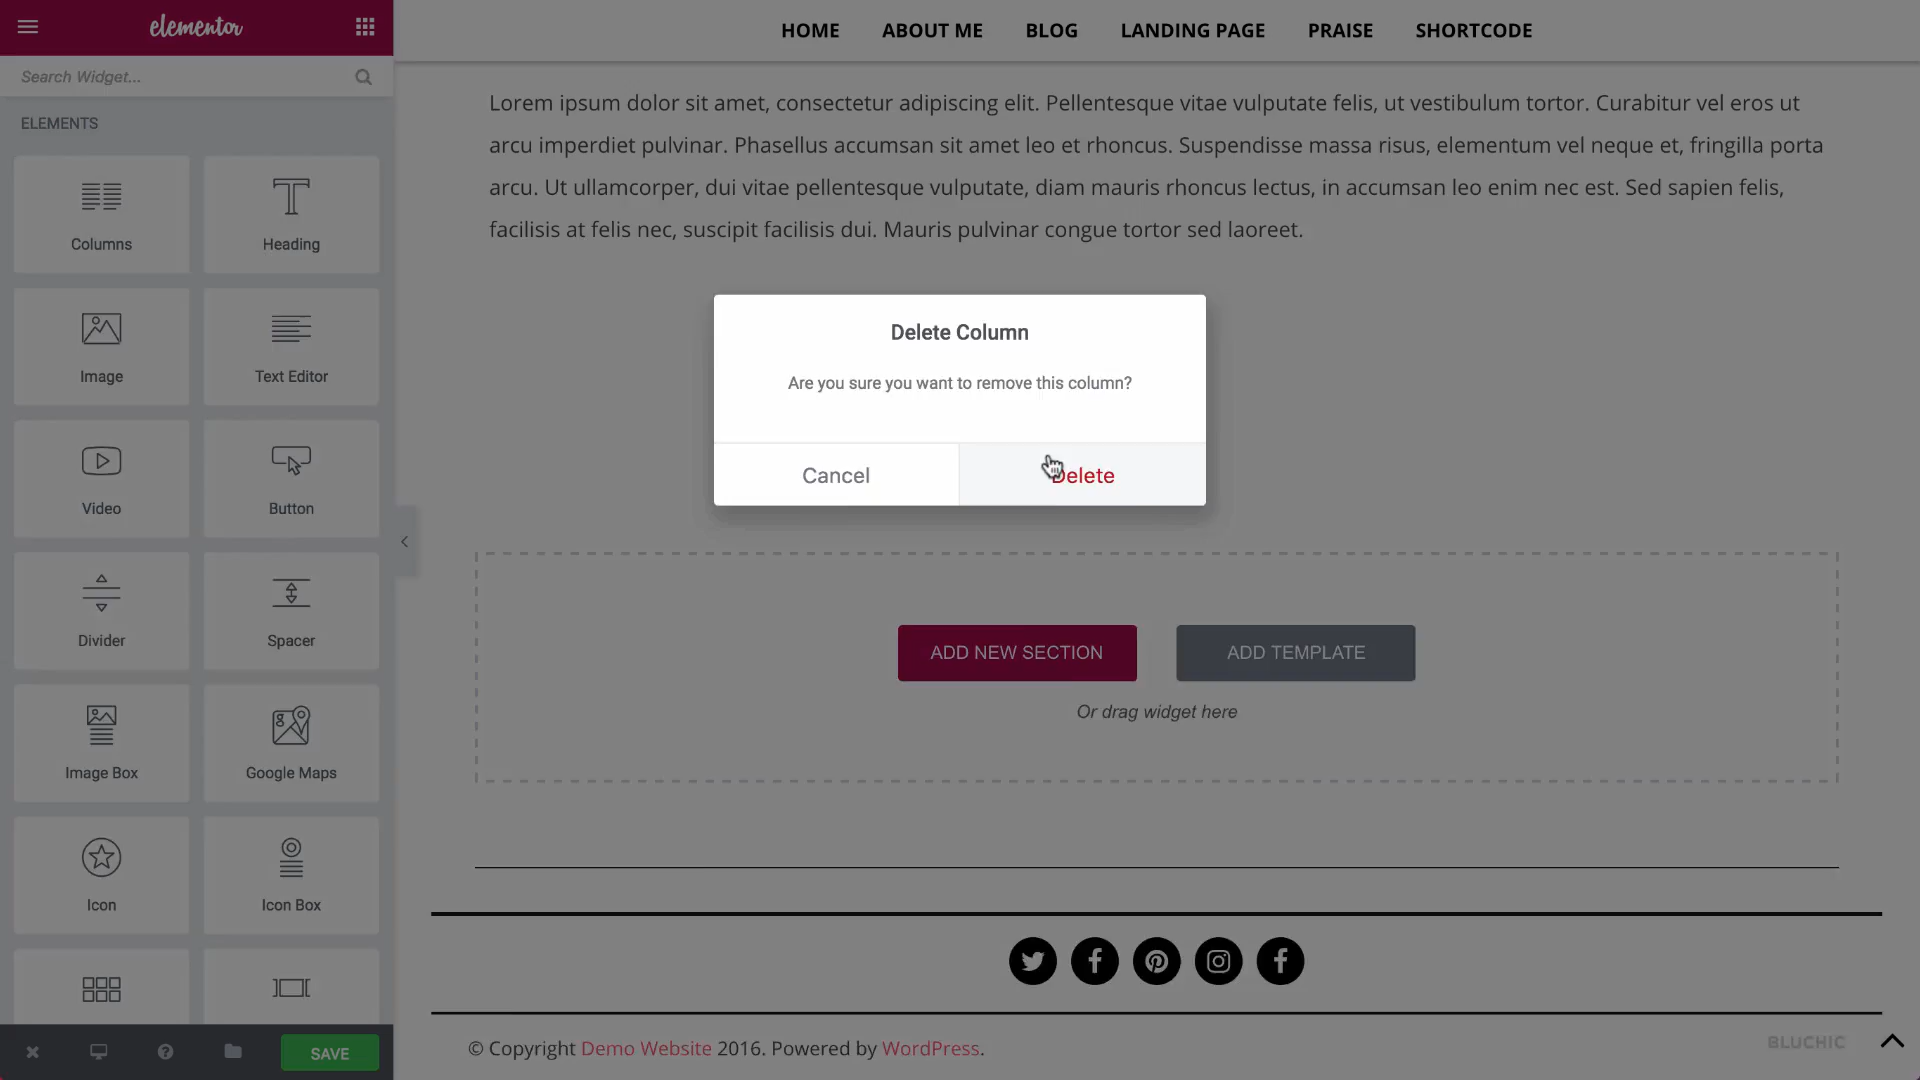 elementor
Search Widget...
ELEMENTS
Columns
Heading
Image
Text Editor
Video
Button
Divider
Spacer
Image Box
Google Maps
Icon
Icon Box
SAVE
HOME
ABOUT ME
BLOG
LANDING PAGE
PRAISE
SHORTCODE
Lorem ipsum dolor sit amet, consectetur adipiscing elit. Pellentesque vitae vulputate felis, ut vestibulum tortor. Curabitur vel eros ut
arcu imperdiet pulvinar. Phasellus accumsan sit amet leo et rhoncus. Suspendisse massa risus, elementum vel neque et, fringilla porta
arcu. Ut ullamcorper, dui vitae pellentesque vulputate, diam mauris rhoncus lectus, in accumsan leo enim nec est. Sed sapien felis,
facilisis at felis nec, suscipit facilisis dui. Mauris pulvinar congue tortor sed laoreet.
Delete Column
Are you sure you want to remove this column?
Cancel
Delete
ADD NEW SECTION
ADD TEMPLATE
Or drag widget here
© Copyright Demo Website 2016. Powered by WordPress.
BLUCHIC